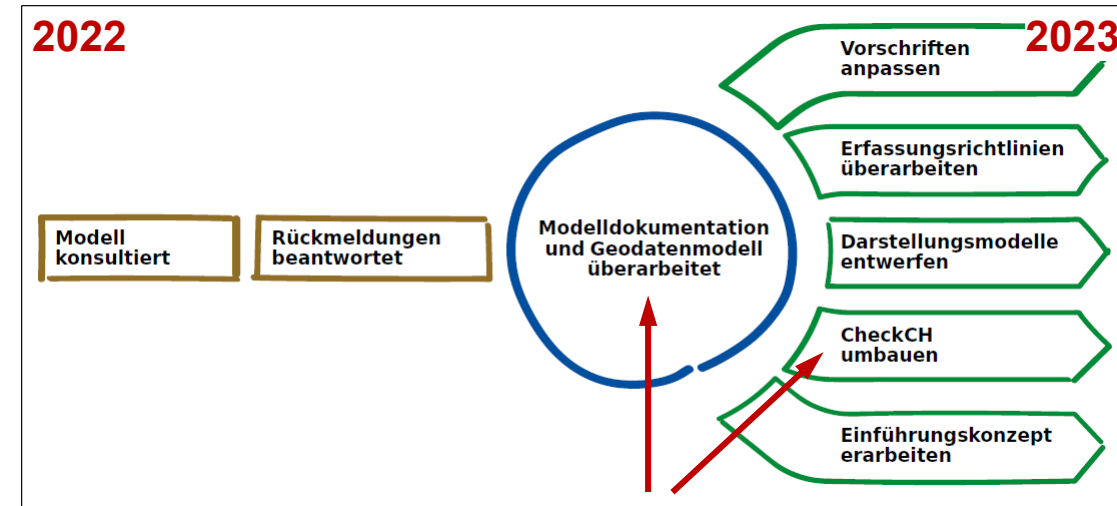 2022
2023
Vorschriften
anpassen
Erfassungsrichtlinien
überarbeiten
Modell
konsultiert
Rückmeldungen
beantwortet
Modelldokumentation
und Geodatenmodell
überarbeitet
Darstellungsmodelle
entwerfen
CheckCH
umbauen
Einführungskonzept
erarbeiten